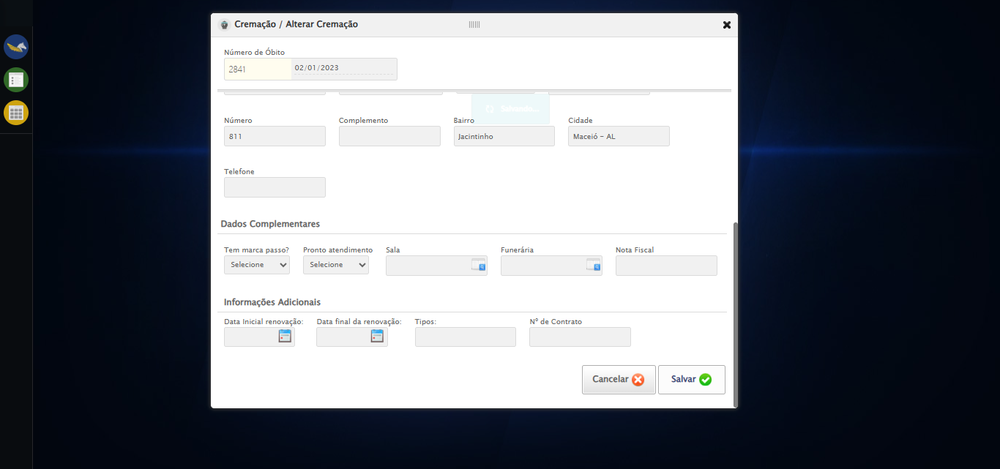 Cremação / Alterar Cremação
Número de Óbito
2841 02/01/2023
Número Complemento Bairro Cidade
811 Jacintinho Maceió - AL
Telefone
Dados Complementares
Tem marca passo? Pronto atendimento Sala Funerária Nota Fiscal
Selecione Selecione
Informações Adicionais
Data Inicial renovação: Data final da renovação: Tipos: Nº de Contrato
Cancelar Salvar